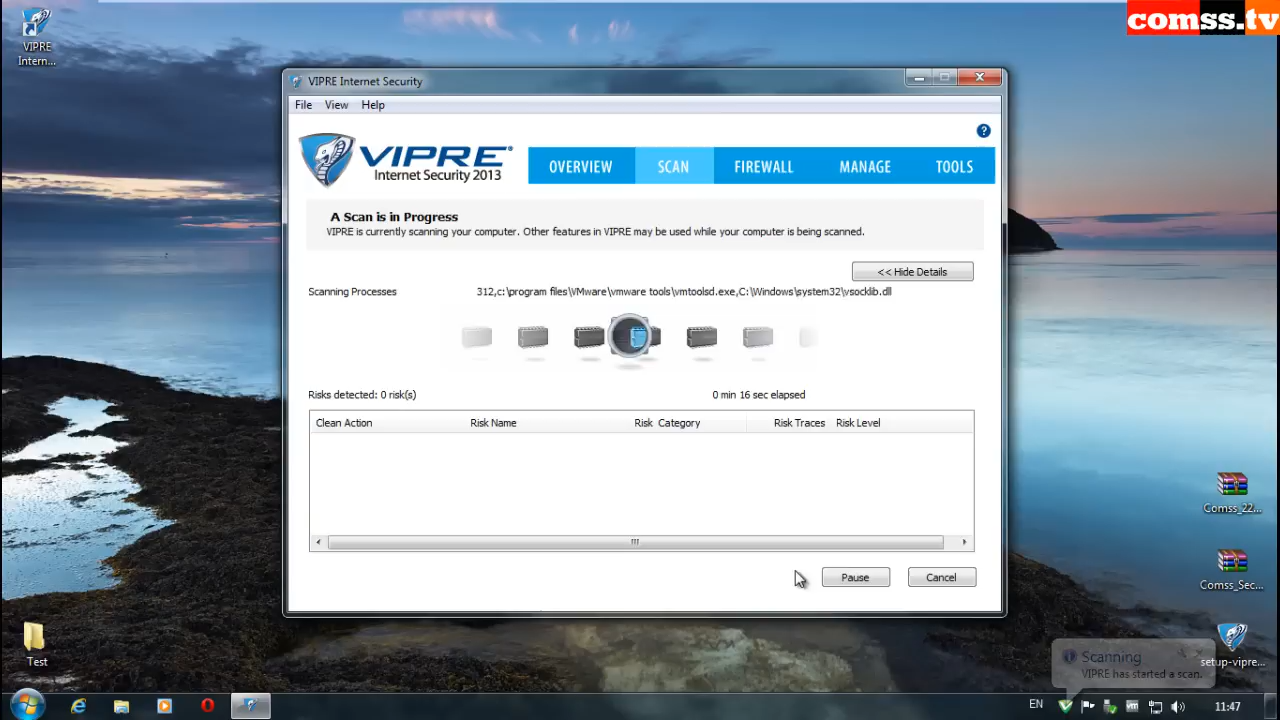 comss.tv
VIPRE
Intern...
VIPRE Internet Security
File View Help
?
VIPRE®
Internet Security 2013
OVERVIEW SCAN FIREWALL MANAGE TOOLS
A Scan is in Progress
VIPRE is currently scanning your computer. Other features in VIPRE may be used while your computer is being scanned.
<< Hide Details
Scanning Processes 312,c:\program files\VMware\vmware tools\vmtoolsd.exe,C:\Windows\system32\vsocklib.dll
Risks detected: 0 risk(s) 0 min 16 sec elapsed
Clean Action Risk Name Risk Category Risk Traces Risk Level
Pause Cancel
Comss_22...
Comss_Sec...
Test
setup-vipre...
Scanning
VIPRE has started a scan.
EN 11:47